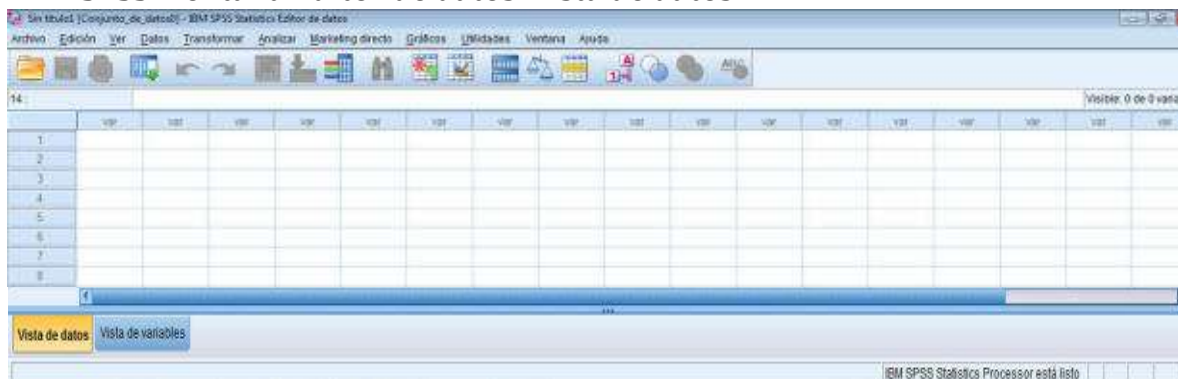 Sin título1 [Conjunto_de_datos0] - IBM SPSS Statistics Editor de datos
Archivo Edición Ver Datos Transformar Analizar Marketing directo Gráficos Utilidades Ventana Ayuda
14 :
Visible: 0 de 0 varia
var var var var var var var var var var var var var var var var var
1
2
3
4
5
6
7
8
Vista de datos Vista de variables
IBM SPSS Statistics Processor está listo